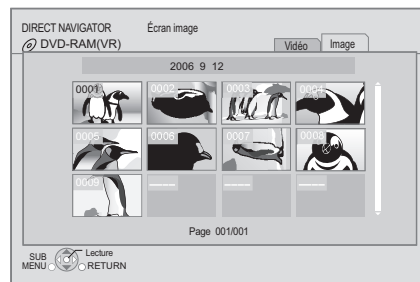 DIRECT NAVIGATOR Écran image
DVD-RAM(VR)
Vidéo Image
2006 9 12
0001 0002 0003 0004
0005 0006 0007 0008
0009 ---- ---- ----
Page 001/001
SUB MENU Lecture RETURN